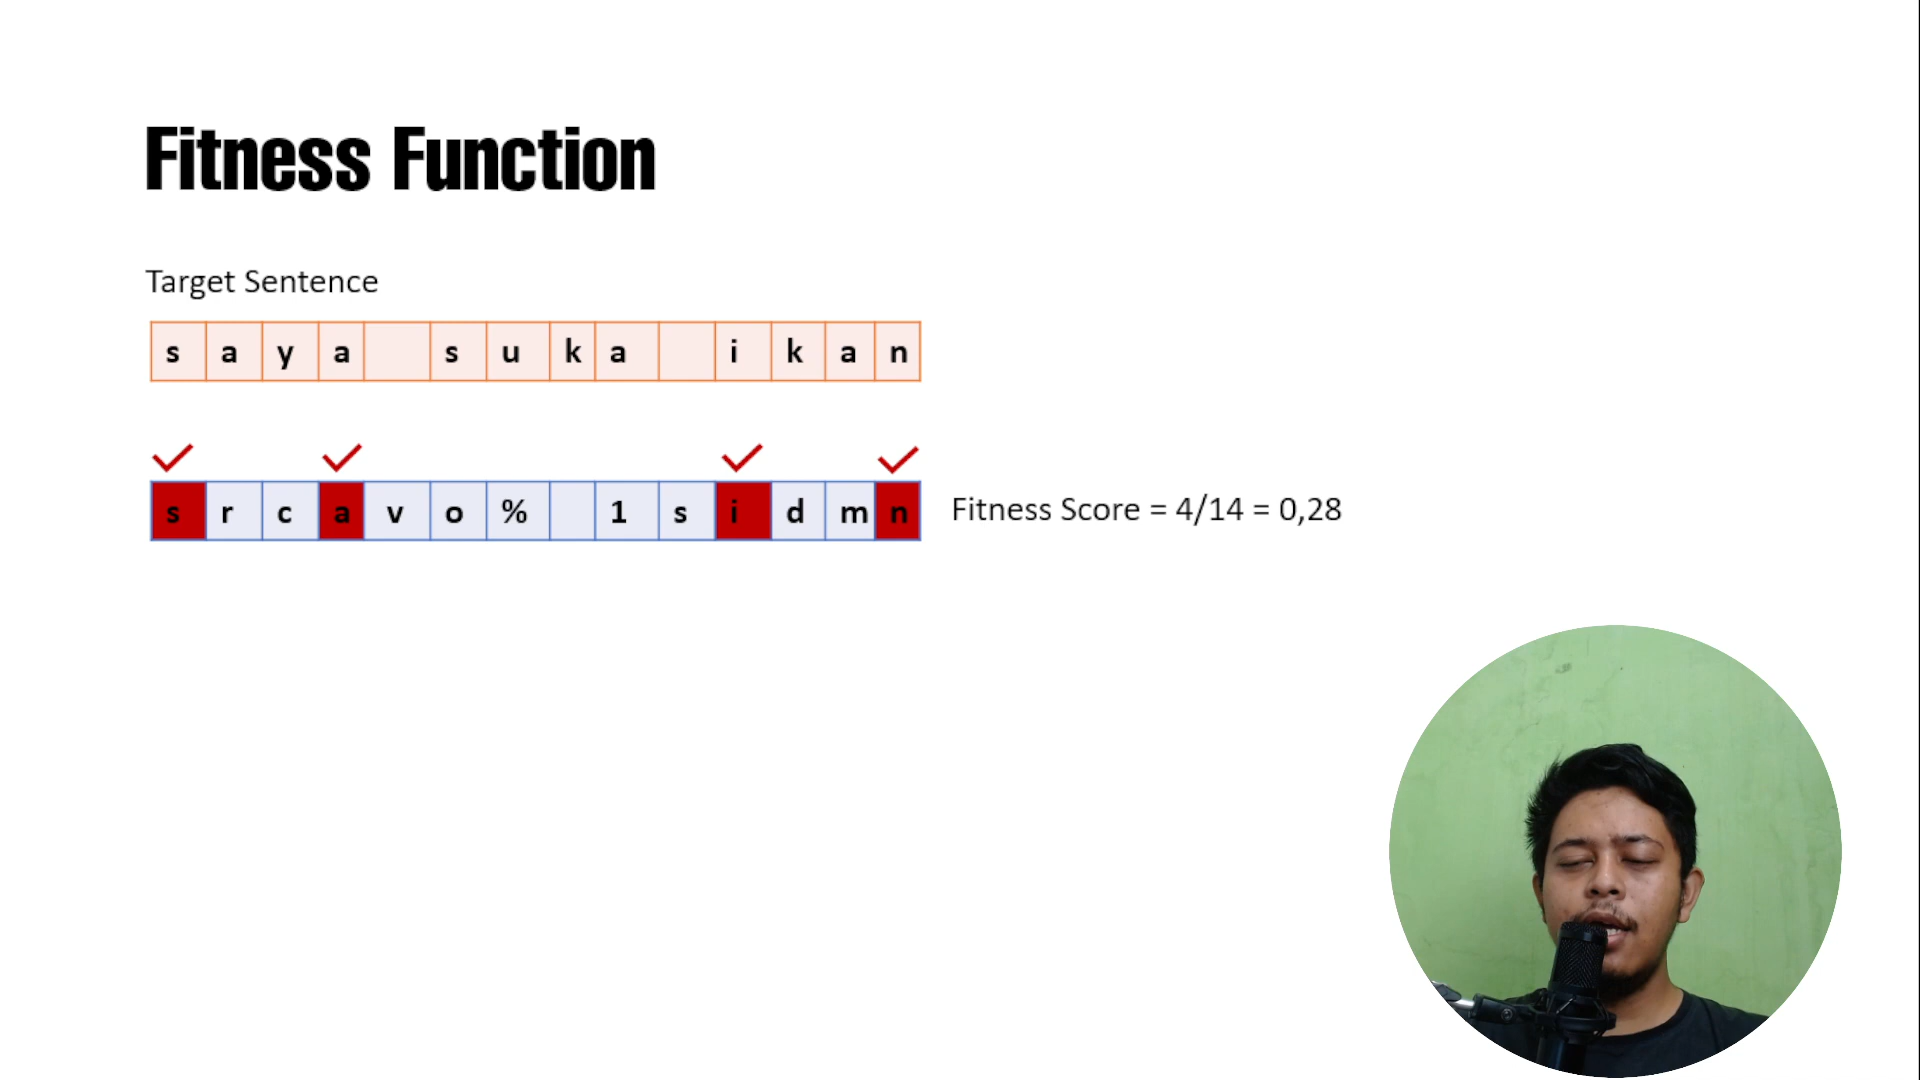 Fitness Function
Target Sentence
s a y a s u k a i k a n
s r c a v o % 1 s i d m n
Fitness Score = 4/14 = 0,28